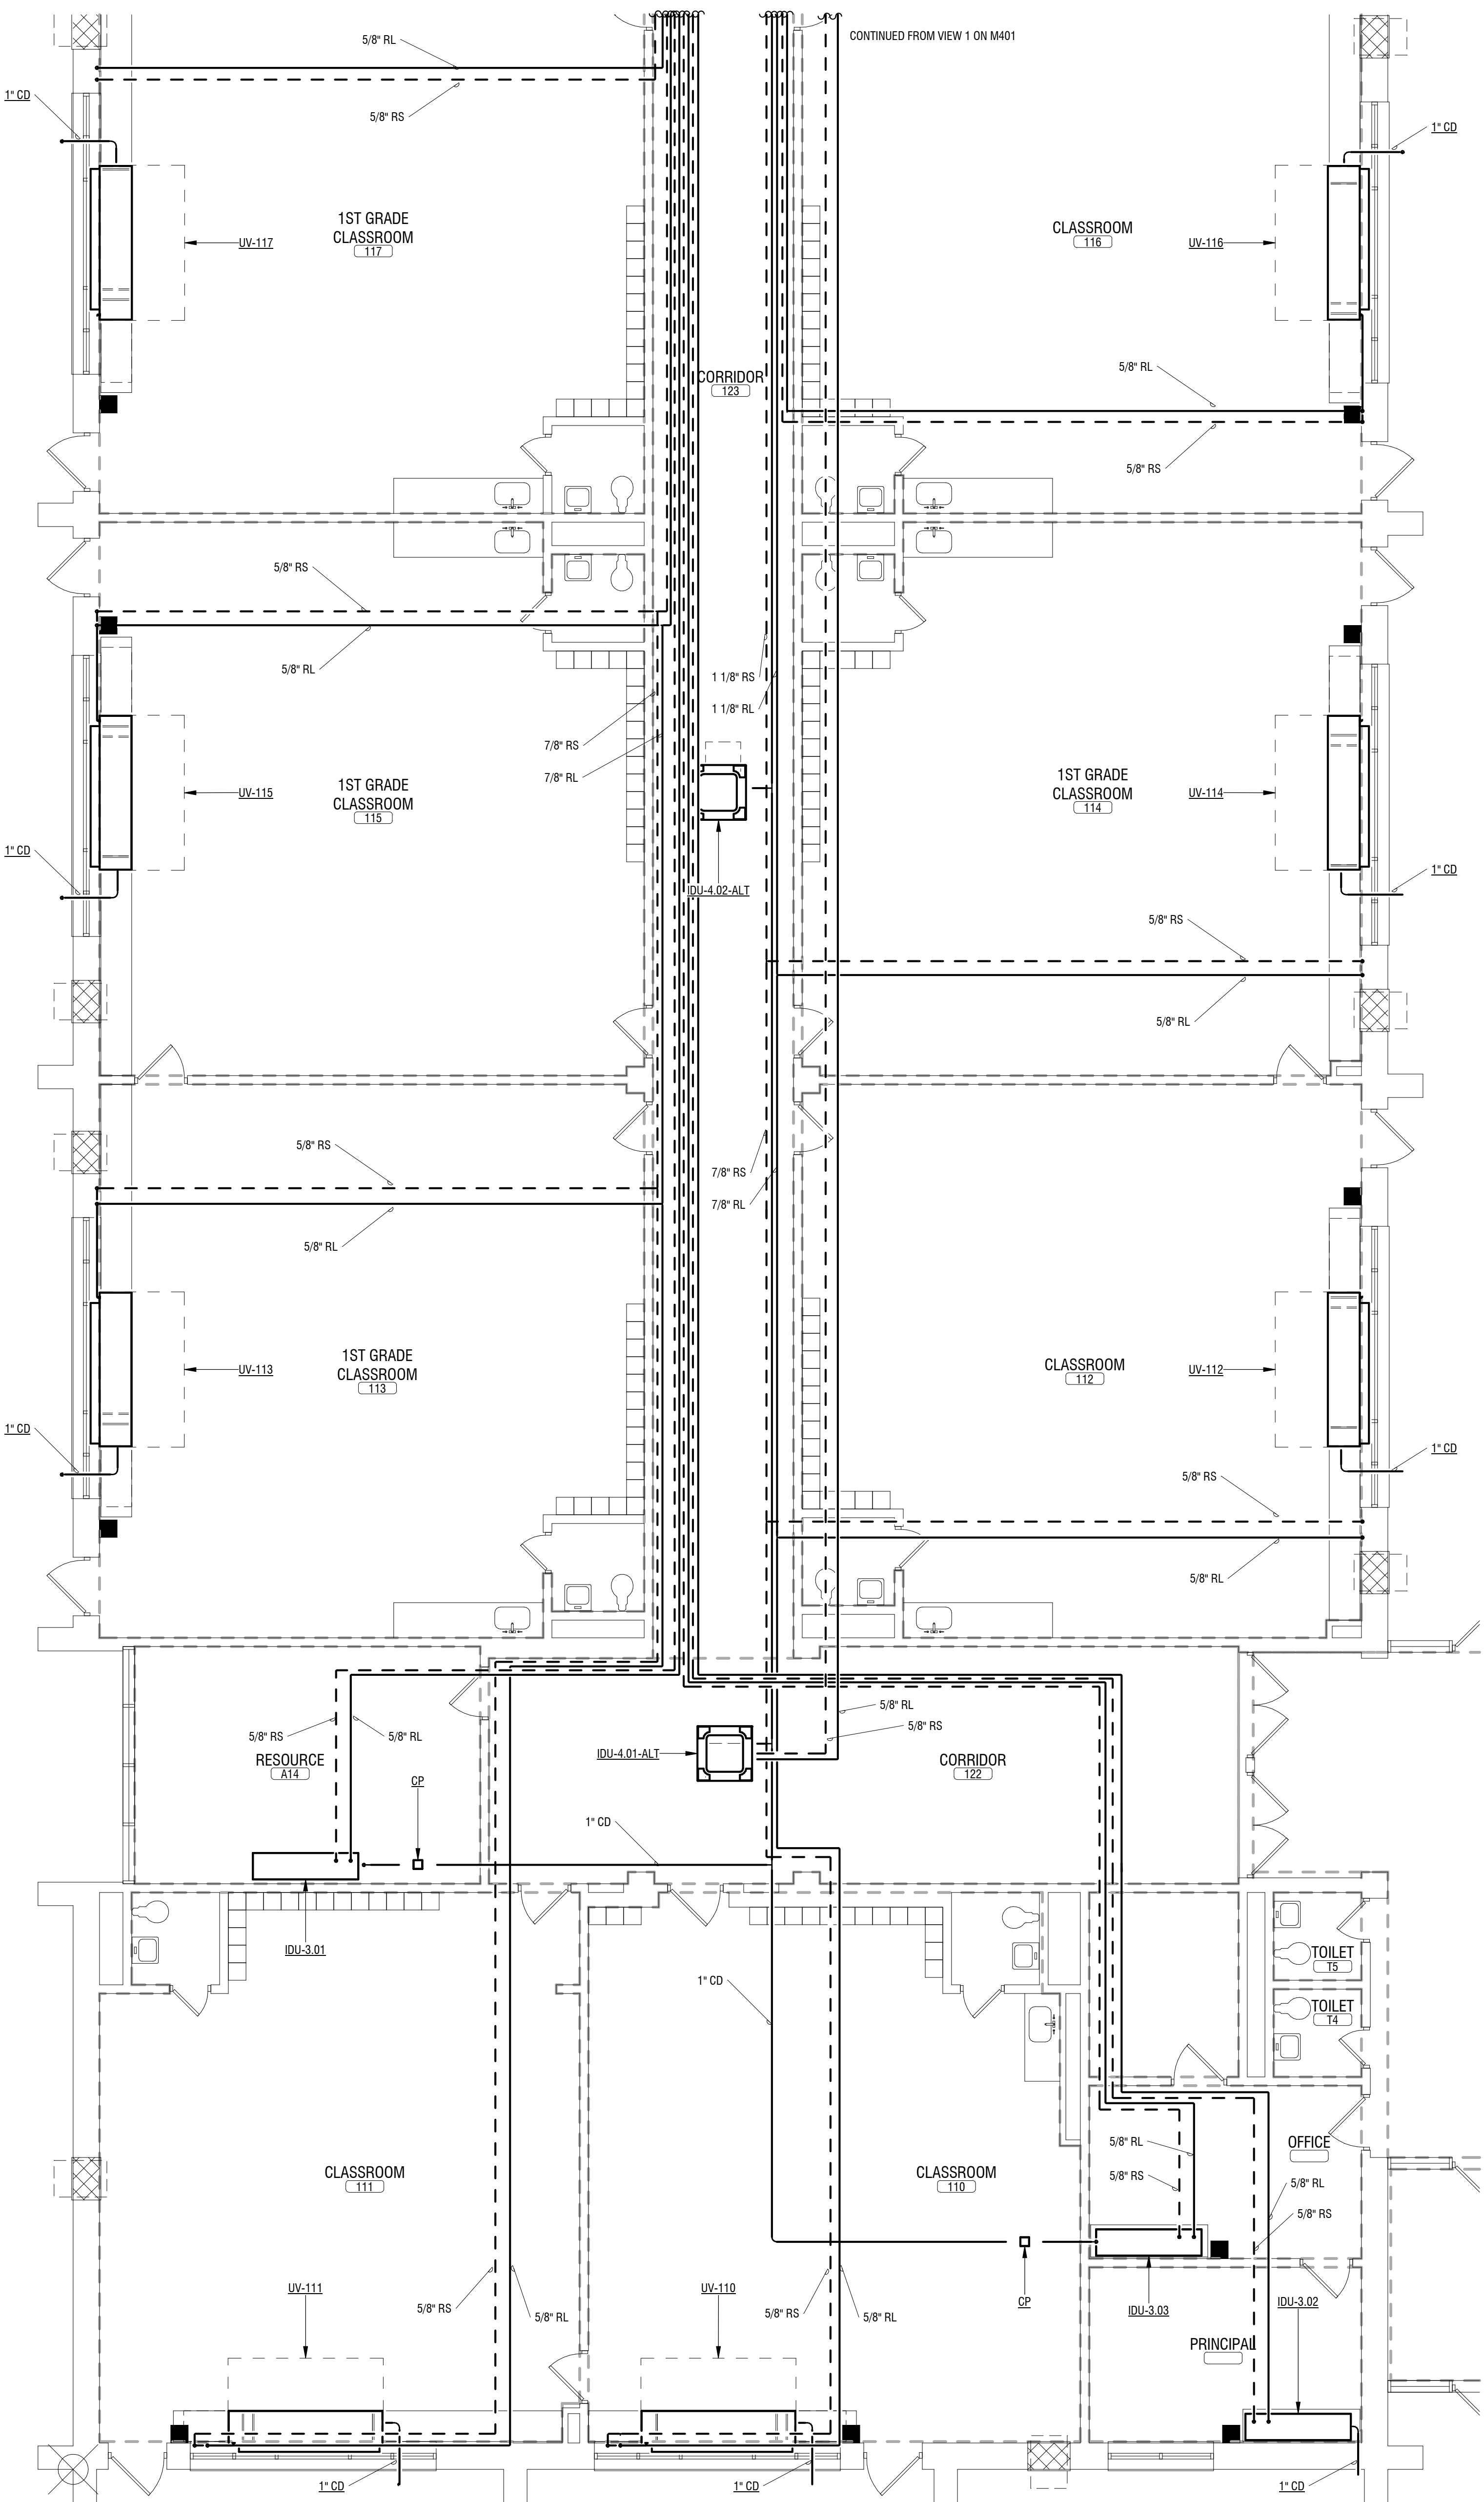 CONTINUED FROM VIEW 1 ON M401
5/8" RL
1" CD
5/8" RS
1" CD
1ST GRADE
CLASSROOM
117
UV-117
CLASSROOM
116
UV-116
5/8" RL
CORRIDOR
123
5/8" RS
5/8" RS
5/8" RL
1 1/8" RS
1 1/8" RL
7/8" RS
7/8" RL
1ST GRADE
CLASSROOM
115
UV-115
1ST GRADE
CLASSROOM
114
UV-114
1" CD
1" CD
IDU-4.02-ALT
5/8" RS
5/8" RL
5/8" RS
7/8" RS
7/8" RL
5/8" RL
1ST GRADE
CLASSROOM
113
UV-113
CLASSROOM
112
UV-112
1" CD
1" CD
5/8" RS
5/8" RL
5/8" RL
5/8" RS
5/8" RS
5/8" RL
RESOURCE
A14
IDU-4.01-ALT
CORRIDOR
122
CP
1" CD
IDU-3.01
1" CD
TOILET
T5
TOILET
T4
5/8" RL
OFFICE
5/8" RS
5/8" RL
CLASSROOM
111
CLASSROOM
110
5/8" RS
UV-111
UV-110
CP
IDU-3.03
IDU-3.02
5/8" RS
5/8" RL
5/8" RS
5/8" RL
PRINCIPAL
1" CD
1" CD
1" CD